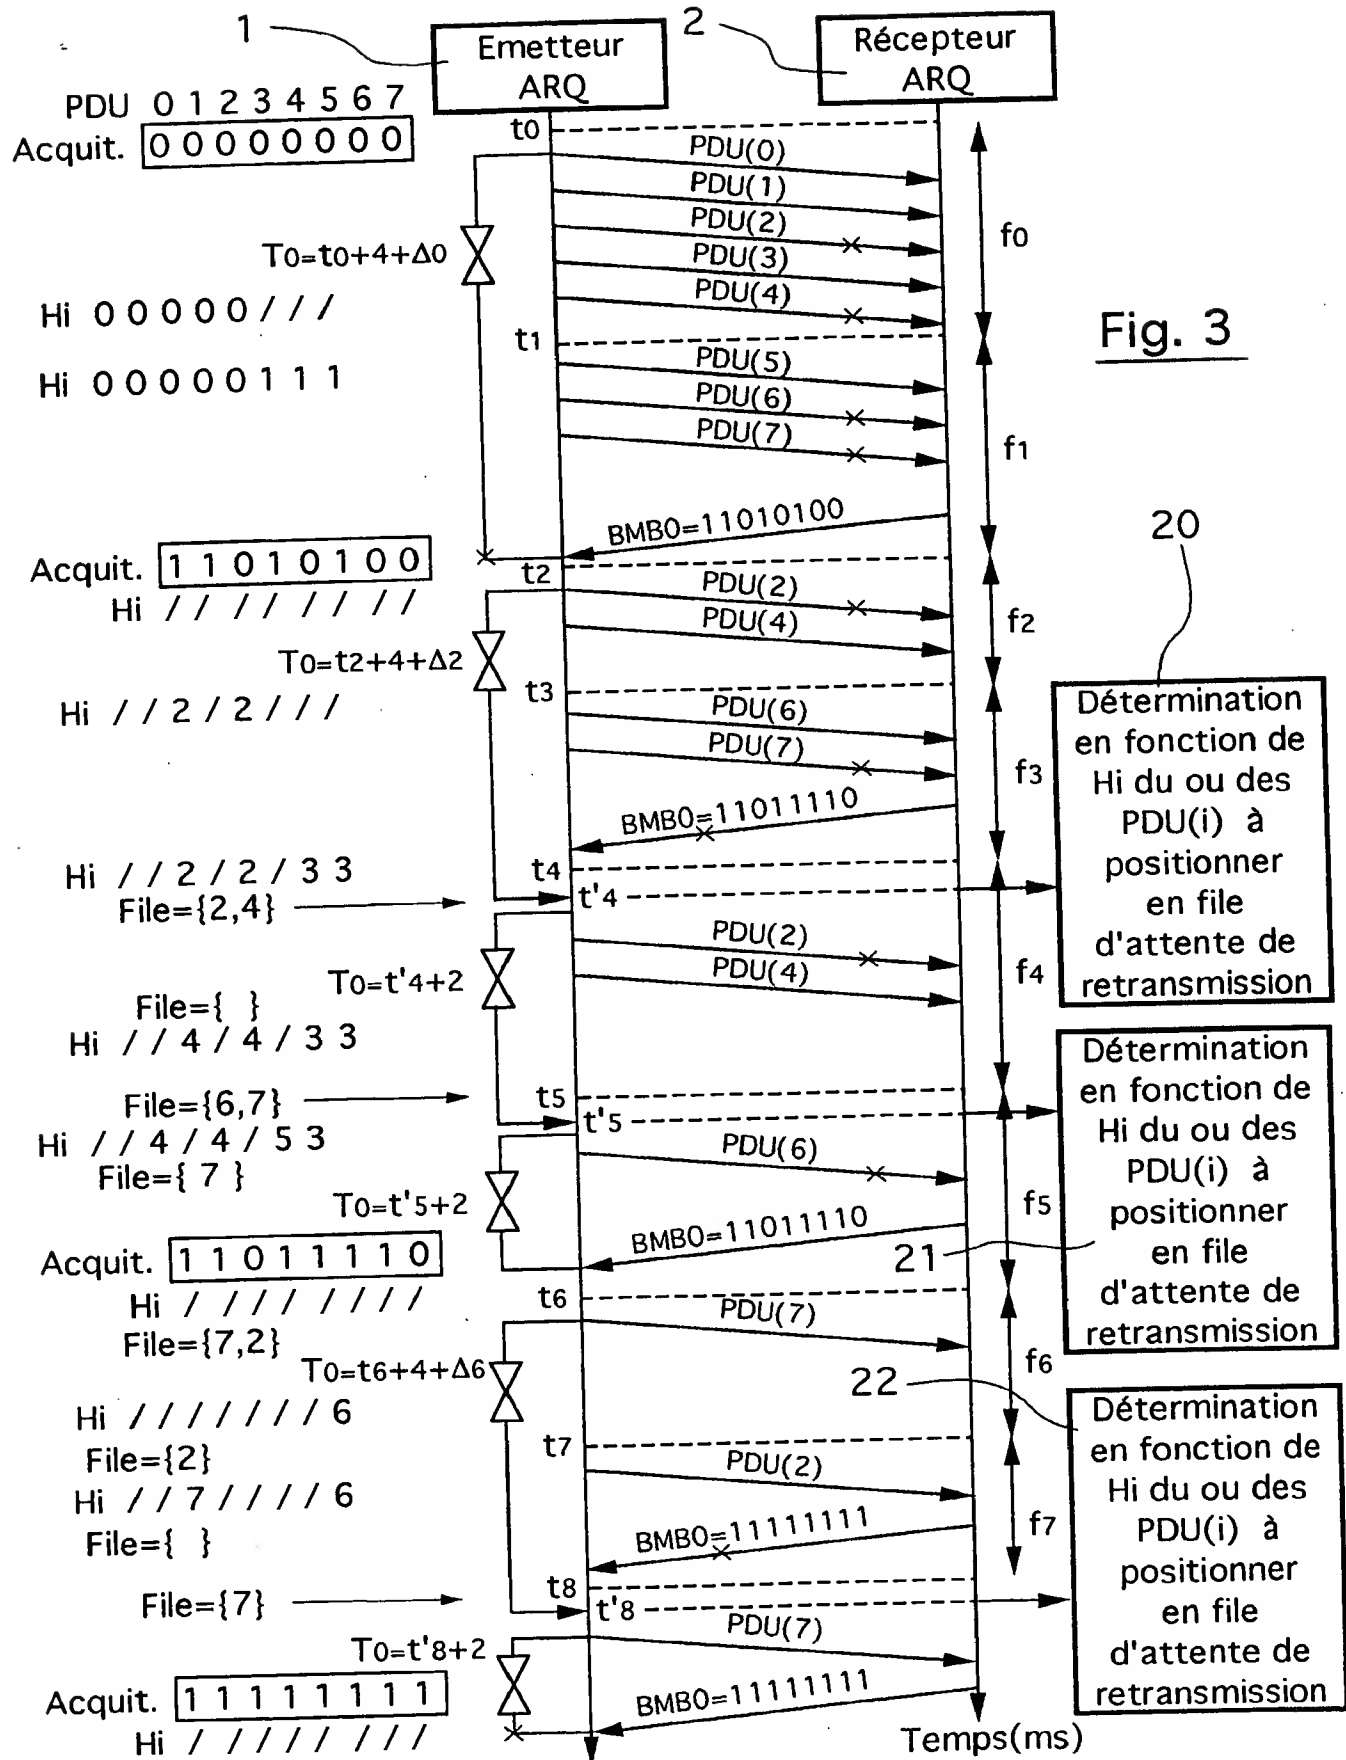 1
Emetteur
ARQ
2
Récepteur
ARQ
PDU 0 1 2 3 4 5 6 7
Acquit. 0 0 0 0 0 0 0 0
t0
PDU(0)
PDU(1)
PDU(2)
T0=t0+4+Δ0
PDU(3)
f0
PDU(4)
Hi 0 0 0 0 0 / / /
t1
Fig. 3
PDU(5)
Hi 0 0 0 0 0 1 1 1
PDU(6)
PDU(7)
f1
BMB0=11010100
20
Acquit. 1 1 0 1 0 1 0 0
t2
PDU(2)
Hi / / / / / / / /
PDU(4)
f2
T0=t2+4+Δ2
t3
Hi / / 2 / 2 / / /
PDU(6)
PDU(7)
f3
BMB0=11011110
Détermination
en fonction de
Hi du ou des
PDU(i) à
positionner
en file
d'attente de
retransmission
Hi / / 2 / 2 / 3 3
t4
File={2,4}
t'4
PDU(2)
T0=t'4+2
PDU(4)
f4
File={ }
Hi / / 4 / 4 / 3 3
t5
File={6,7}
t'5
Hi / / 4 / 4 / 5 3
PDU(6)
File={ 7 }
T0=t'5+2
f5
BMB0=11011110
21
Détermination
en fonction de
Hi du ou des
PDU(i) à
positionner
en file
d'attente de
retransmission
Acquit. 1 1 0 1 1 1 1 0
Hi / / / / / / / /
t6
PDU(7)
File={7,2}
T0=t6+4+Δ6
f6
22
Hi / / / / / / / 6
File={2}
t7
PDU(2)
Hi / / 7 / / / / 6
f7
BMB0=11111111
File={ }
Détermination
en fonction de
Hi du ou des
PDU(i) à
positionner
en file
d'attente de
retransmission
t8
File={7}
t'8
PDU(7)
T0=t'8+2
Acquit. 1 1 1 1 1 1 1 1
BMB0=11111111
Hi / / / / / / / /
Temps(ms)